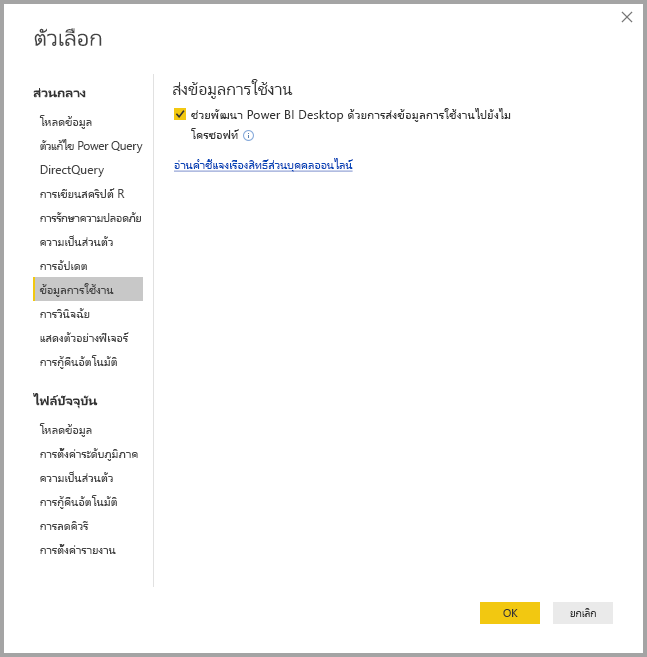 ตัวเลือก
ส่วนกลาง
โหลดข้อมูล
ตัวแก้ไข Power Query
DirectQuery
การเขียนสคริปต์ R
การรักษาความปลอดภัย
ความเป็นส่วนตัว
การอัปเดต
ข้อมูลการใช้งาน
การวินิจฉัย
แสดงตัวอย่างฟีเจอร์
การกู้คืนอัตโนมัติ
ไฟล์ปัจจุบัน
โหลดข้อมูล
การตั้งค่าระดับภูมิภาค
ความเป็นส่วนตัว
การกู้คืนอัตโนมัติ
การลดคิวรี
การตั้งค่ารายงาน
ส่งข้อมูลการใช้งาน
ช่วยพัฒนา Power BI Desktop ด้วยการส่งข้อมูลการใช้งานไปยังไม
โครซอฟท์
อ่านคำชี้แจงเรื่องสิทธิ์ส่วนบุคคลออนไลน์
OK
ยกเลิก